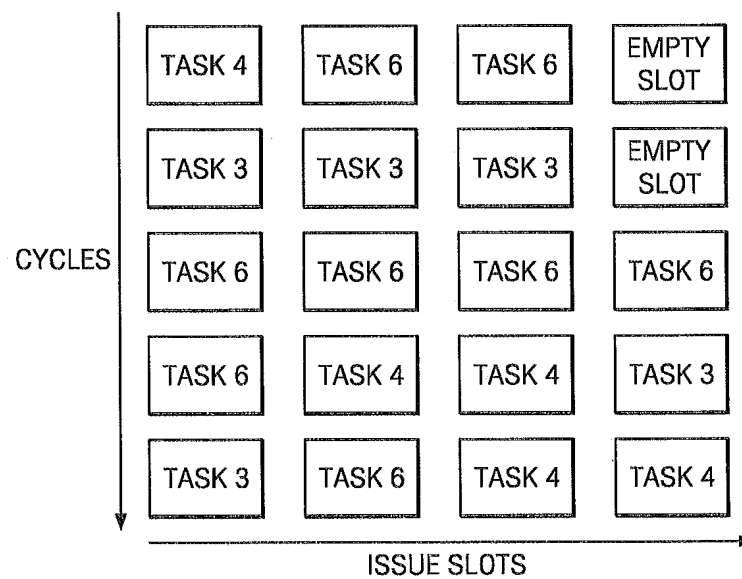 TASK 4 TASK 6 TASK 6 EMPTY SLOT
TASK 3 TASK 3 TASK 3 EMPTY SLOT
CYCLES
TASK 6 TASK 6 TASK 6 TASK 6
TASK 6 TASK 4 TASK 4 TASK 3
TASK 3 TASK 6 TASK 4 TASK 4
ISSUE SLOTS